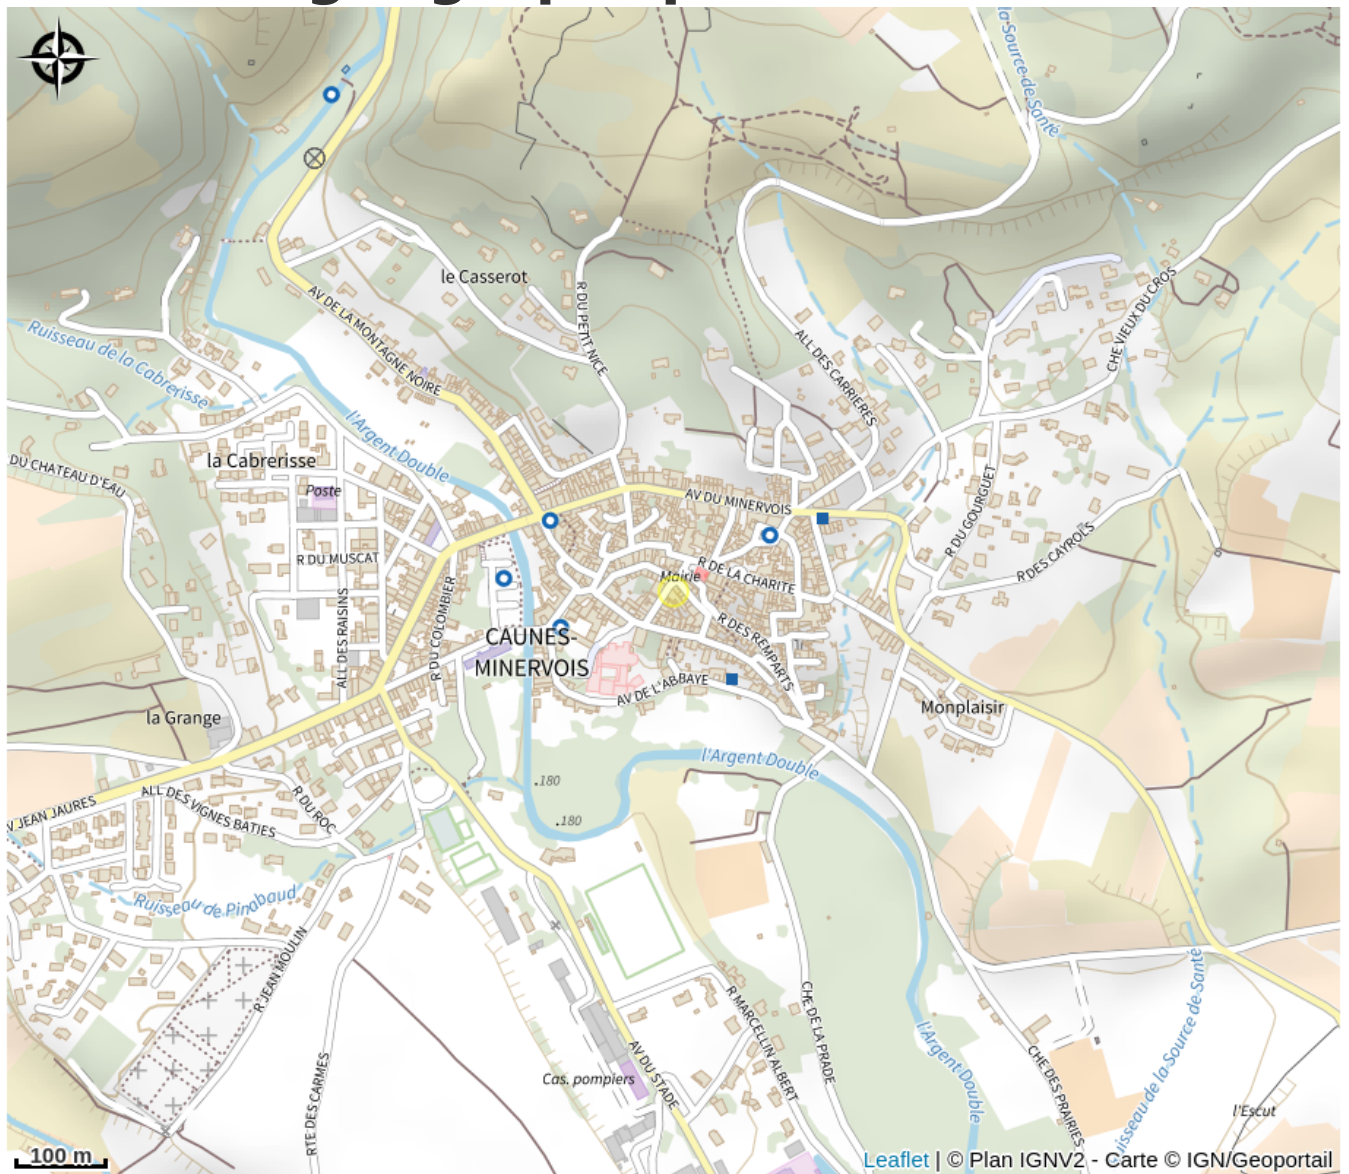 la Source de Santé
le Casserot
R DU PETIT NICE
CHE VIEUX DU CROS
AV DE LA MONTAGNE NOIRE
Ruisseau de la Cabrerisse
ALL DES CARRIERES
l'Argent Double
la Cabrerisse
DU CHATEAU D'EAU
Poste
AV DU MINERVOIS
R DU GOURGUET
R DU MUSCAT
R DE LA CHARITE
R DES CAYROLS
Mairie
ALL DES RAISINS
R DU COLOMBIER
CAUNES-
MINERVOIS
R DES REMPARTS
AV DE L'ABBAYE
la Grange
Monplaisir
l'Argent Double
.180
.180
V JEAN JAURES
ALL DES VIGNES BATIES
R DU ROC
Ruisseau de Pinabaud
R JEAN MOULIN
R MARCELLIN ALBERT
CHE DE LA PRADE
l'Argent Double
uisseau de la Source de Santé
AV DU STADE
Cas. pompiers
RTE DES CARMES
CHE DES PRAIRIES
l'Escut
100 m
Leaflet | © Plan IGNV2 - Carte © IGN/Geoportail